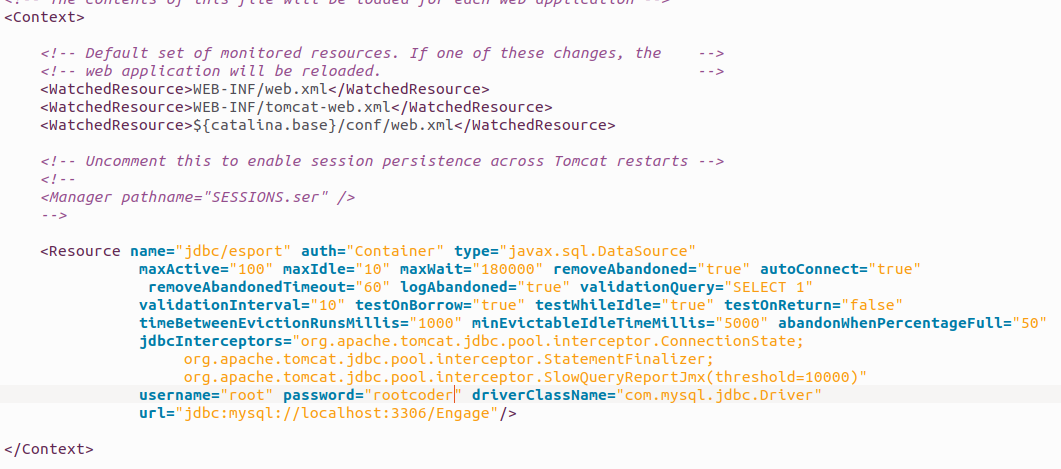 <!-- The contents of this file will be loaded for each web application -->
<Context>
<!-- Default set of monitored resources. If one of these changes, the -->
<!-- web application will be reloaded. -->
<WatchedResource>WEB-INF/web.xml</WatchedResource>
<WatchedResource>WEB-INF/tomcat-web.xml</WatchedResource>
<WatchedResource>${catalina.base}/conf/web.xml</WatchedResource>
<!-- Uncomment this to enable session persistence across Tomcat restarts -->
<!--
<Manager pathname="SESSIONS.ser" />
-->
<Resource name="jdbc/esport" auth="Container" type="javax.sql.DataSource"
maxActive="100" maxIdle="10" maxWait="180000" removeAbandoned="true" autoConnect="true"
removeAbandonedTimeout="60" logAbandoned="true" validationQuery="SELECT 1"
validationInterval="10" testOnBorrow="true" testWhileIdle="true" testOnReturn="false"
timeBetweenEvictionRunsMillis="1000" minEvictableIdleTimeMillis="5000" abandonWhenPercentageFull="50"
jdbcInterceptors="org.apache.tomcat.jdbc.pool.interceptor.ConnectionState;
org.apache.tomcat.jdbc.pool.interceptor.StatementFinalizer;
org.apache.tomcat.jdbc.pool.interceptor.SlowQueryReportJmx(threshold=10000)"
username="root" password="rootcoder" driverClassName="com.mysql.jdbc.Driver"
url="jdbc:mysql://localhost:3306/Engage"/>
</Context>